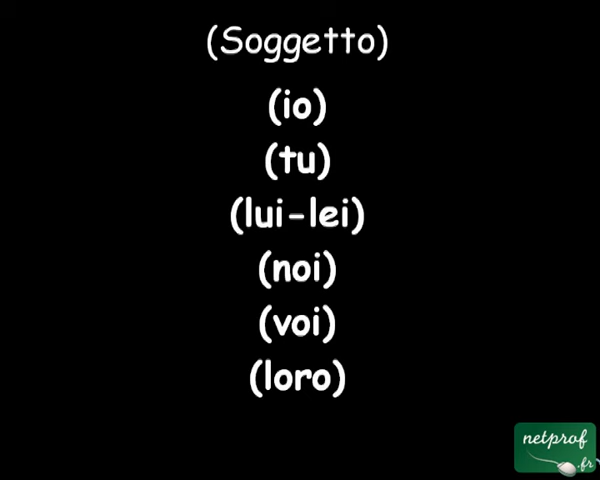 (Soggetto)
(io)
(tu)
(lui-lei)
(noi)
(voi)
(loro)
netprof
.fr